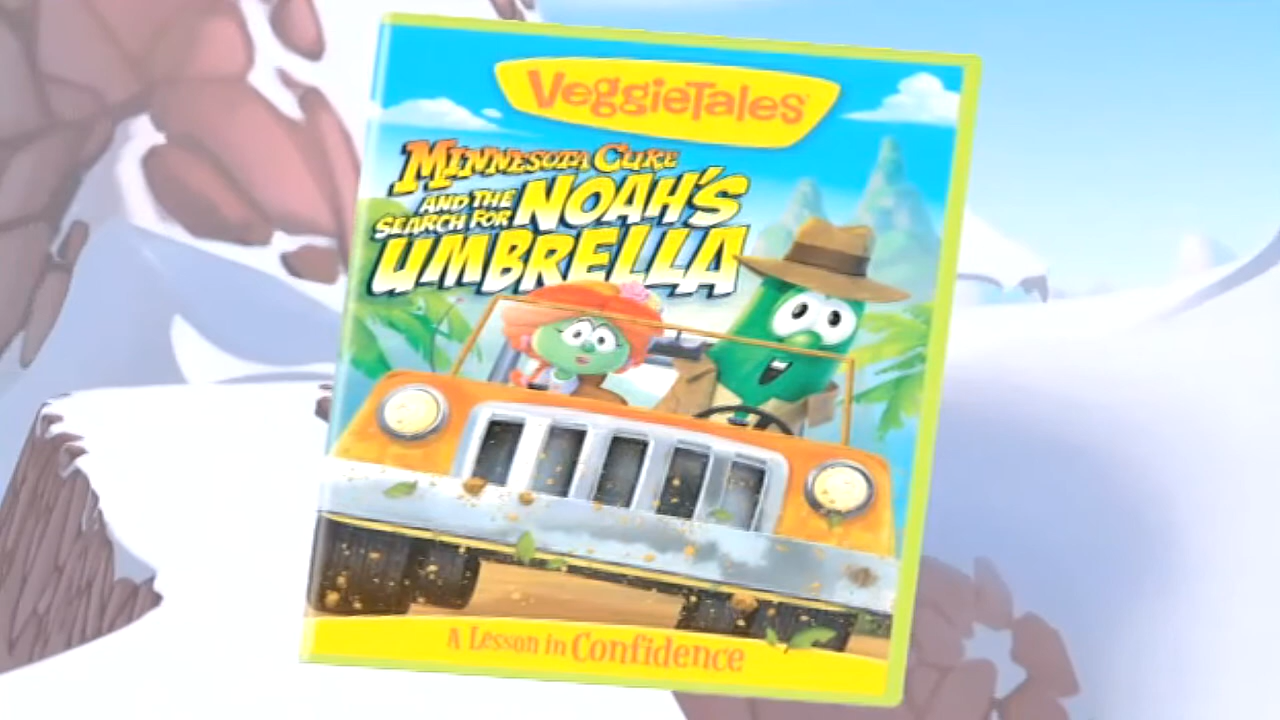 VeggieTales
Minnesota Cuke
and the
Search for Noah's
Umbrella
A Lesson in Confidence